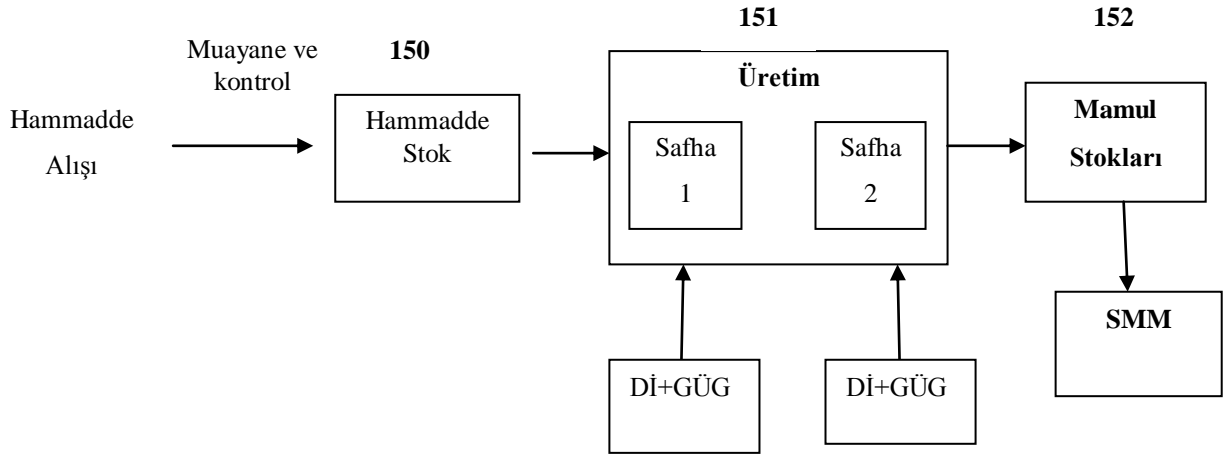 151
152
Muayane ve
kontrol
150
Üretim
Hammadde
Alışı
Hammadde
Stok
Safha
1
Safha
2
Mamul
Stokları
SMM
Dİ+GÜG
Dİ+GÜG